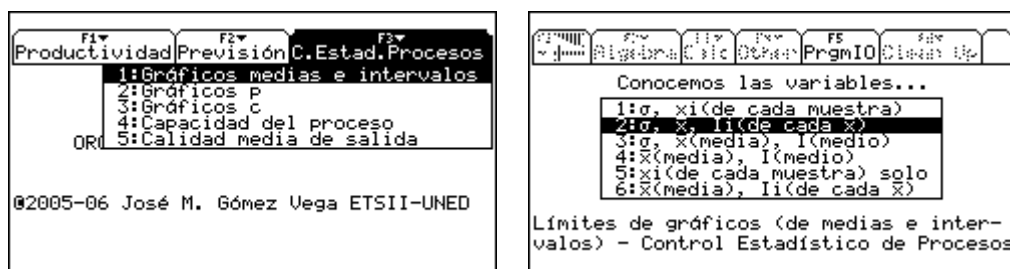 F1▾ F2▾ F3▾
Productividad Previsión C.Estad.Procesos
1:Gráficos medias e intervalos
2:Gráficos p
3:Gráficos c
4:Capacidad del proceso
ORG 5:Calidad media de salida
©2005-06 José M. Gómez Vega ETSII-UNED
F5
Algebra Calc Other PrgmIO Clean Up
Conocemos las variables...
1:σ, xi(de cada muestra)
2:σ, x̄, Ii(de cada x̄)
3:σ, x̄(media), I(medio)
4:x̄(media), I(medio)
5:xi(de cada muestra) solo
6:x̄(media), Ii(de cada x̄)
Límites de gráficos (de medias e inter-
valos) - Control Estadístico de Procesos